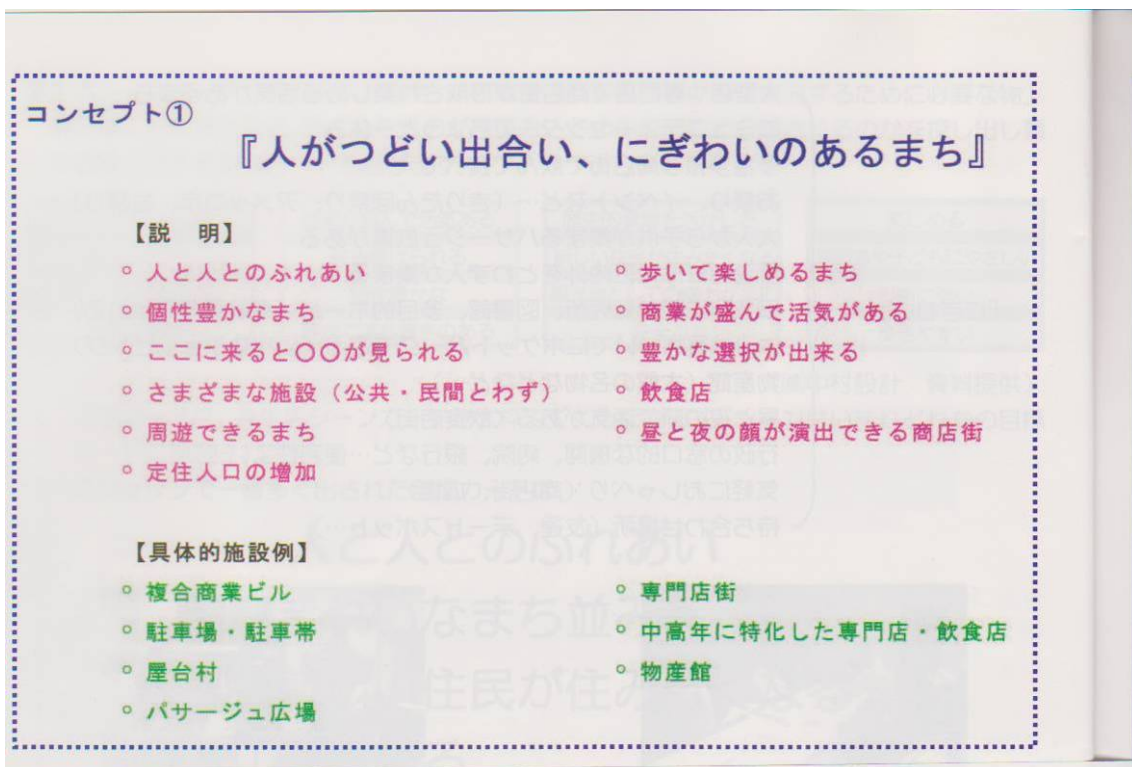 コンセプト①
『人がつどい出合い、にぎわいのあるまち』
【説　明】
° 人と人とのふれあい
° 個性豊かなまち
° ここに来ると〇〇が見られる
° さまざまな施設（公共・民間とわず）
° 周遊できるまち
° 定住人口の増加
° 歩いて楽しめるまち
° 商業が盛んで活気がある
° 豊かな選択が出来る
° 飲食店
° 昼と夜の顔が演出できる商店街
【具体的施設例】
° 複合商業ビル
° 駐車場・駐車帯
° 屋台村
° パサージュ広場
° 専門店街
° 中高年に特化した専門店・飲食店
° 物産館